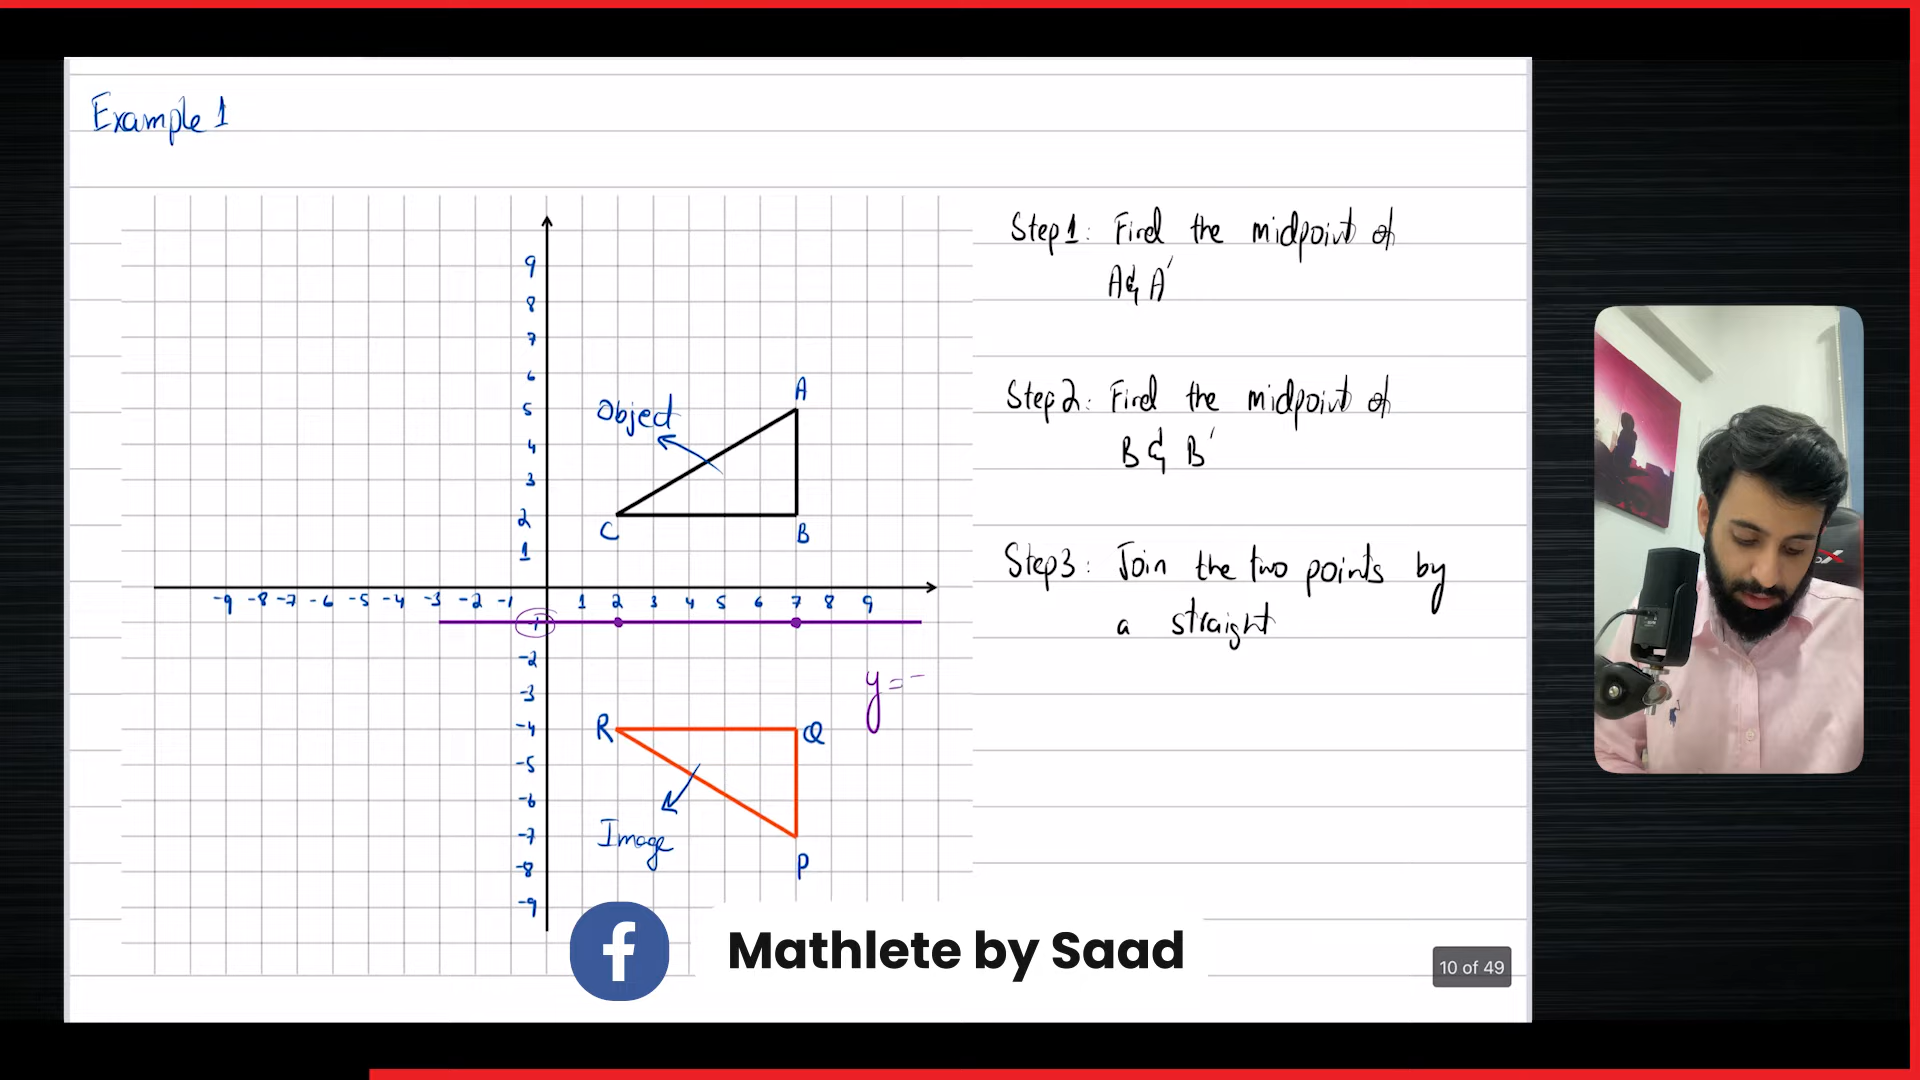 Example 1
Step 1: Find the midpoint of
A & A'
Step 2: Find the midpoint of
B & B'
Step 3: Join the two points by
a straight
9
8
7
6
5
4
3
2
1
A
Object
C
B
-9 -8 -7 -6 -5 -4 -3 -2 -1 1 2 3 4 5 6 7 8 9
-1
-2
-3
-4
-5
-6
-7
-8
-9
y = -
R
Q
Image
P
f
Mathlete by Saad
10 of 49